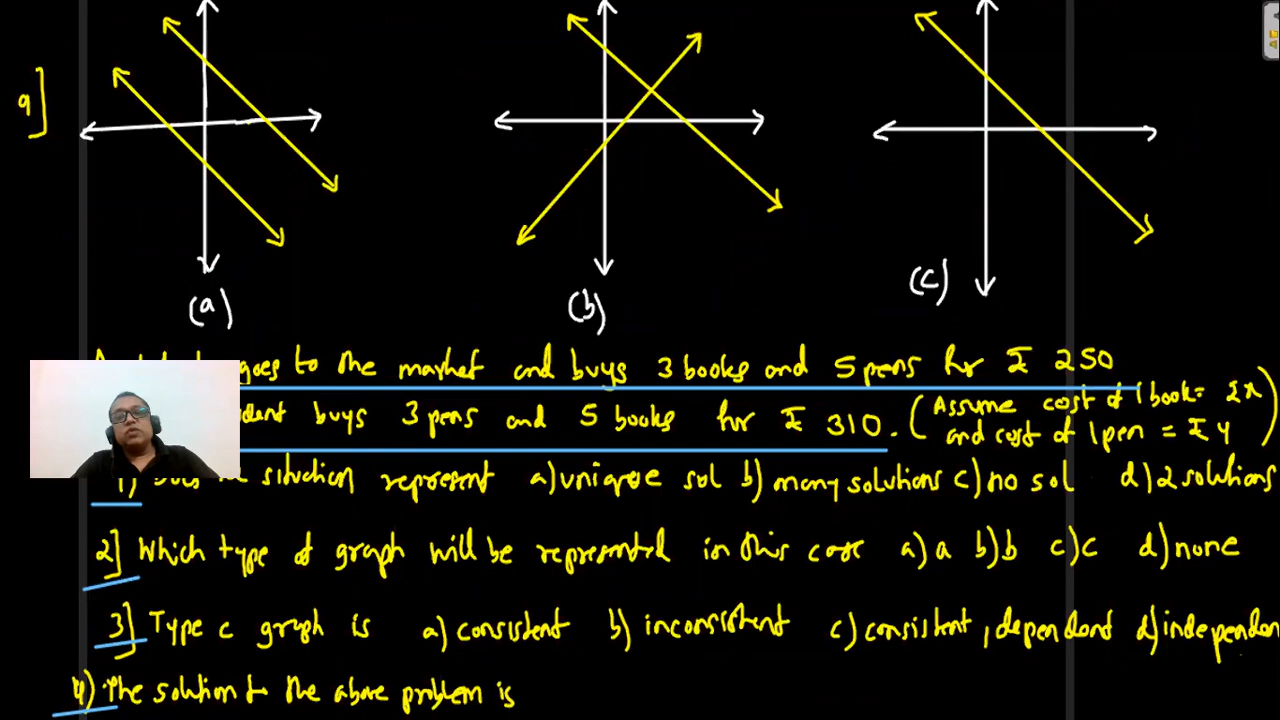 9]
(a) (b) (c)
goes to the market and buys 3 books and 5 pens for ₹ 250
buys 3 pens and 5 books for ₹ 310. (Assume cost of 1 book = ₹x
and cost of 1 pen = ₹ y)
situation represent a) unique sol b) many solutions c) no sol d) 2 solutions
2] Which type of graph will be represented in this case a) a b) b c) c d) none
3] Type c graph is a) consistent b) inconsistent c) consistent, dependent d)
4) The solution to the above problem is